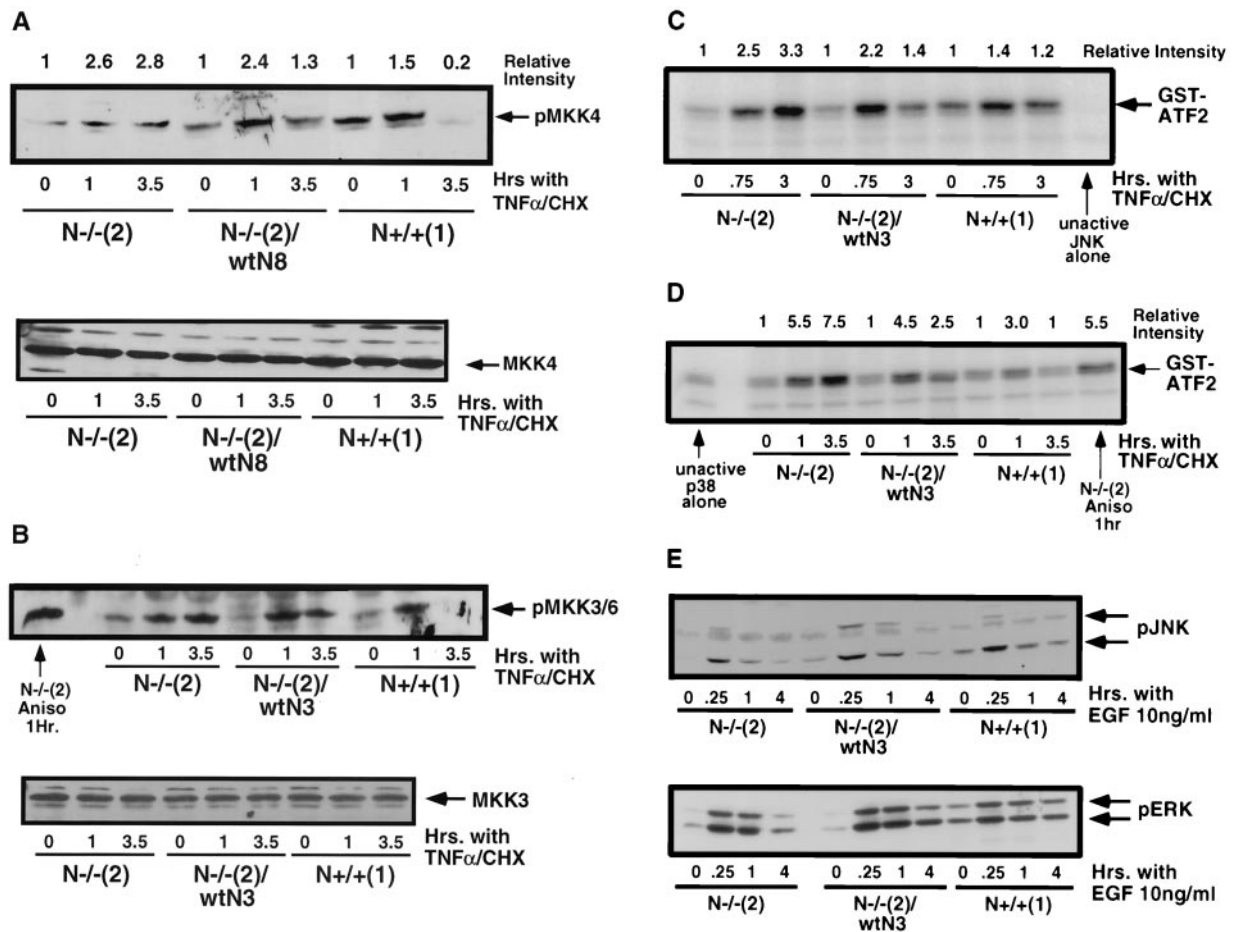 A
1 2.6 2.8 1 2.4 1.3 1 1.5 0.2 Relative Intensity
pMKK4
0 1 3.5 0 1 3.5 0 1 3.5 Hrs with TNFα/CHX
N-/-(2) N-/-(2)/ N+/+(1)
wtN8
MKK4
0 1 3.5 0 1 3.5 0 1 3.5 Hrs. with TNFα/CHX
N-/-(2) N-/-(2)/ N+/+(1)
wtN8
B
pMKK3/6
0 1 3.5 0 1 3.5 0 1 3.5 Hrs. with TNFα/CHX
N-/-(2)
Aniso
1Hr.
N-/-(2) N-/-(2)/ N+/+(1)
wtN3
MKK3
0 1 3.5 0 1 3.5 0 1 3.5 Hrs. with TNFα/CHX
N-/-(2) N-/-(2)/ N+/+(1)
wtN3
C
1 2.5 3.3 1 2.2 1.4 1 1.4 1.2 Relative Intensity
GST-
ATF2
0 .75 3 0 .75 3 0 .75 3 Hrs. with TNFα/CHX
N-/-(2) N-/-(2)/ N+/+(1)
wtN3
unactive
JNK
alone
D
1 5.5 7.5 1 4.5 2.5 1 3.0 1 5.5 Relative Intensity
GST-
ATF2
0 1 3.5 0 1 3.5 0 1 3.5 Hrs. with TNFα/CHX
unactive
p38
alone
N-/-(2) N-/-(2)/ N+/+(1)
wtN3
N-/-(2)
Aniso
1hr
E
pJNK
0 .25 1 4 0 .25 1 4 0 .25 1 4 Hrs. with EGF 10ng/ml
N-/-(2) N-/-(2)/ N+/+(1)
wtN3
pERK
0 .25 1 4 0 .25 1 4 0 .25 1 4 Hrs. with EGF 10ng/ml
N-/-(2) N-/-(2)/ N+/+(1)
wtN3